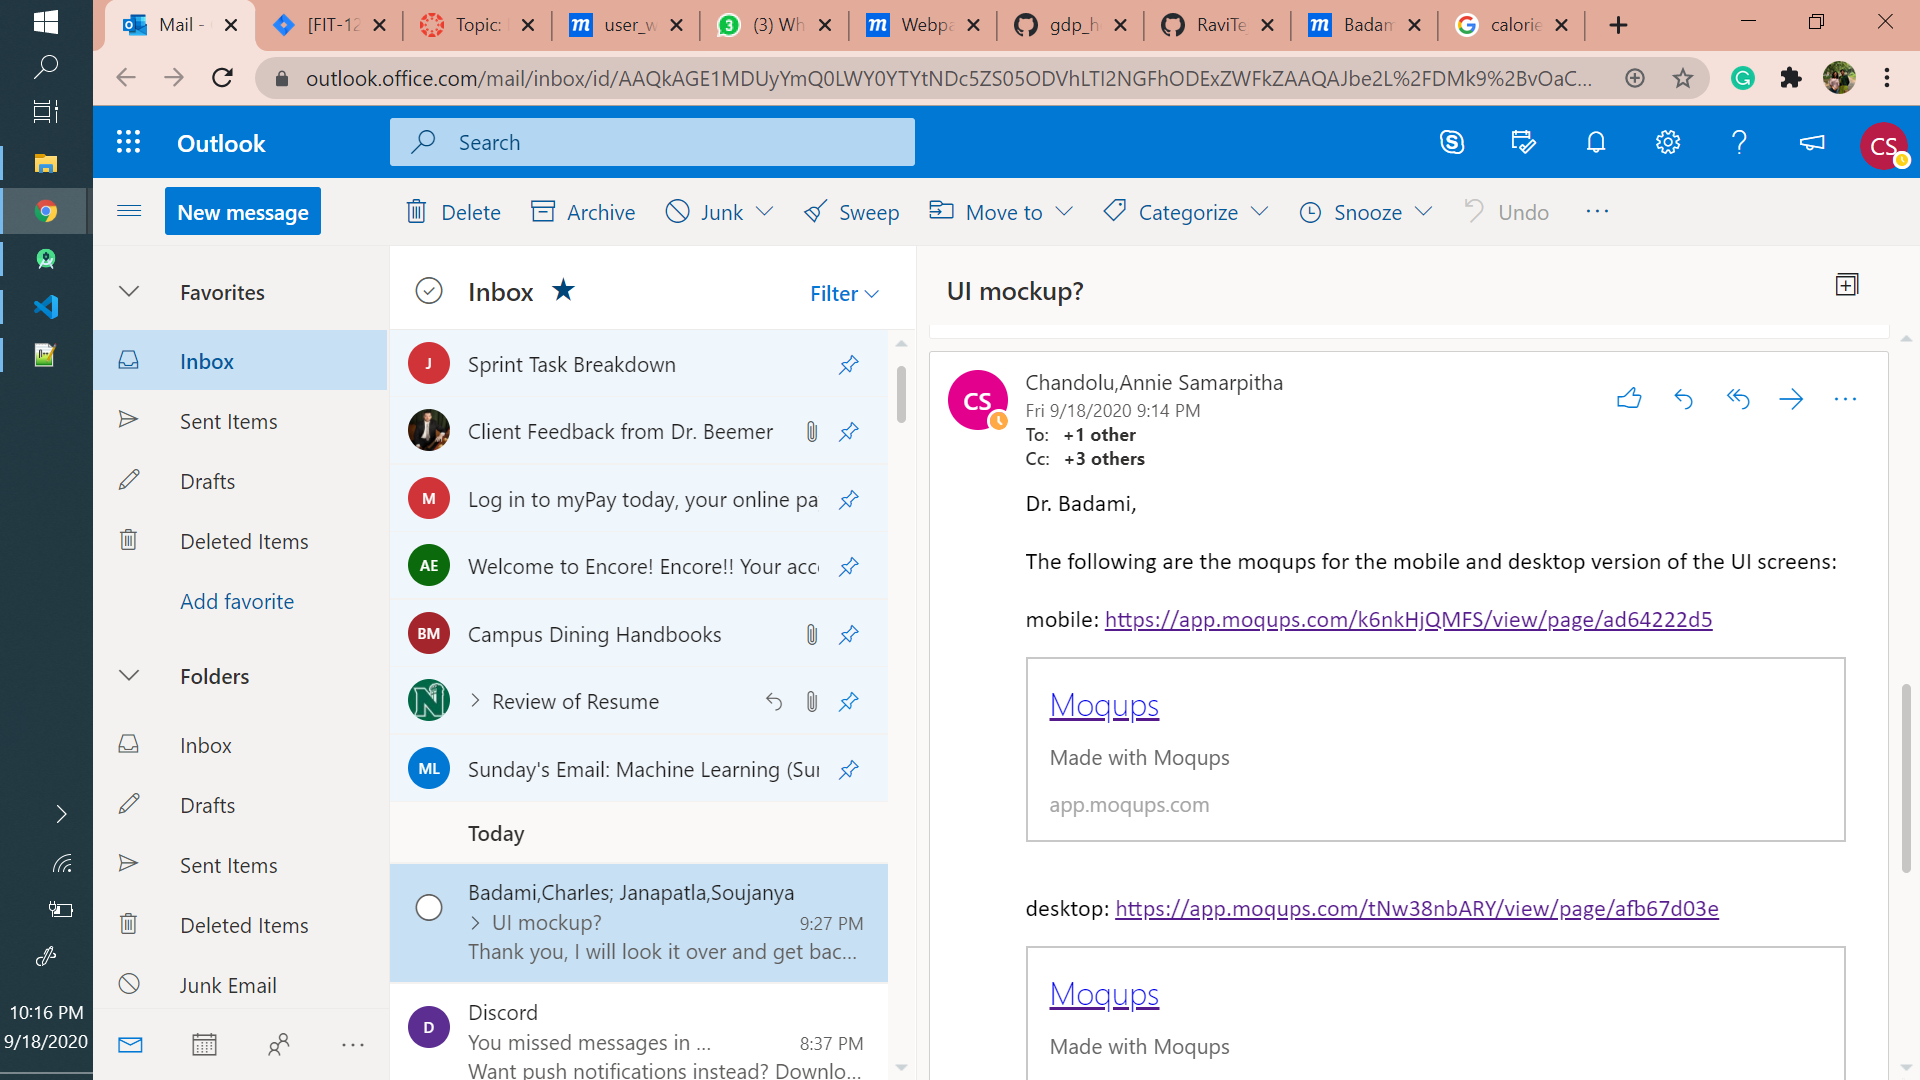 Mail -
[FIT-12
Topic:
user_w
(3) Wh
Webpa
gdp_h
RaviTe
Badam
calorie
outlook.office.com/mail/inbox/id/AAQkAGE1MDUyYmQ0LWY0YTYtNDc5ZS05ODVhLTI2NGFhODExZWFkZAAQAJbe2L%2FDMk9%2BvOaC...
Outlook
Search
CS
New message
Delete
Archive
Junk
Sweep
Move to
Categorize
Snooze
Undo
Favorites
Inbox
Sent Items
Drafts
Deleted Items
Add favorite
Folders
Inbox
Drafts
Sent Items
Deleted Items
Junk Email
10:16 PM
9/18/2020
Inbox
Filter
J Sprint Task Breakdown
Client Feedback from Dr. Beemer
M Log in to myPay today, your online pa
AE Welcome to Encore! Encore!! Your acc
BM Campus Dining Handbooks
N Review of Resume
ML Sunday's Email: Machine Learning (Sur
Today
Badami,Charles; Janapatla,Soujanya
UI mockup? 9:27 PM
Thank you, I will look it over and get bac...
D Discord
You missed messages in ... 8:37 PM
Want push notifications instead? Downlo...
UI mockup?
CS
Chandolu,Annie Samarpitha
Fri 9/18/2020 9:14 PM
To: +1 other
Cc: +3 others
Dr. Badami,
The following are the moqups for the mobile and desktop version of the UI screens:
mobile: https://app.moqups.com/k6nkHjQMFS/view/page/ad64222d5
Moqups
Made with Moqups
app.moqups.com
desktop: https://app.moqups.com/tNw38nbARY/view/page/afb67d03e
Moqups
Made with Moqups